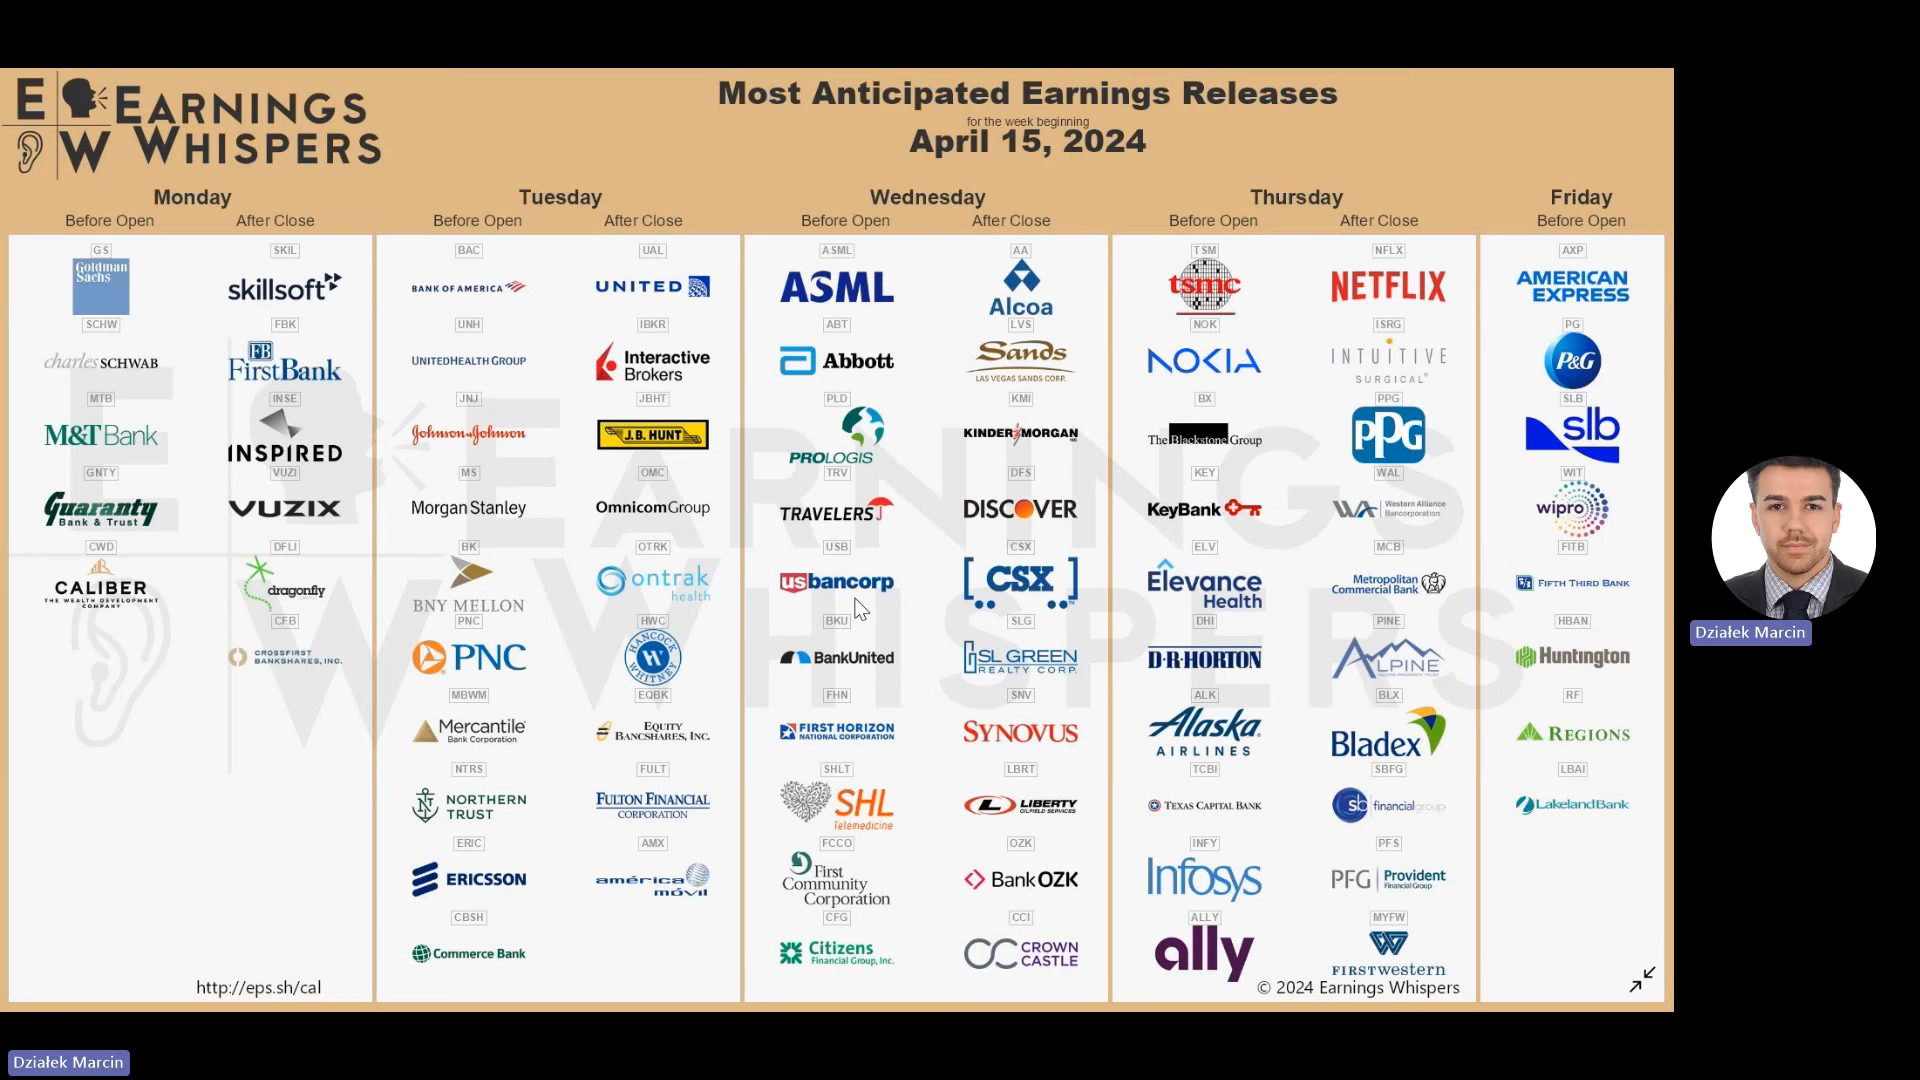 E EARNINGS
W WHISPERS
Most Anticipated Earnings Releases
for the week beginning
April 15, 2024
Monday
Before Open
After Close
GS
Goldman
Sachs
SCHW
charles SCHWAB
MTB
M&T Bank
GNTY
Guaranty
Bank & Trust
CWD
CALIBER
THE WEALTH DEVELOPMENT
COMPANY
SKIL
skillsoft
FBK
FB
FirstBank
INSE
INSPIRED
VUZI
VUZIX
DFLI
dragonfly
CFB
CROSSFIRST
BANKSHARES, INC.
http://eps.sh/cal
Tuesday
Before Open
After Close
BAC
BANK OF AMERICA
UNH
UNITEDHEALTH GROUP
JNJ
Johnson & Johnson
MS
Morgan Stanley
BK
BNY MELLON
PNC
PNC
MBWM
Mercantile
Bank Corporation
NTRS
NORTHERN
TRUST
ERIC
ERICSSON
CBSH
Commerce Bank
UAL
UNITED
IBKR
Interactive
Brokers
JBHT
J.B. HUNT
OMC
OmnicomGroup
OTRK
ontrak
health
HWC
HANCOCK
WHITNEY
EQBK
EQUITY
BANCSHARES, INC.
FULT
FULTON FINANCIAL
CORPORATION
AMX
américa
móvil
Wednesday
Before Open
After Close
ASML
ASML
ABT
Abbott
PLD
PROLOGIS
TRV
TRAVELERS
USB
usbancorp
BKU
BankUnited
FHN
FIRST HORIZON
NATIONAL CORPORATION
SHLT
SHL
Telemedicine
FCCO
First
Community
Corporation
CFG
Citizens
Financial Group, Inc.
AA
Alcoa
LVS
Sands
LAS VEGAS SANDS CORP.
KMI
KINDER MORGAN
DFS
DISCOVER
CSX
CSX
SLG
SL GREEN
REALTY CORP.
SNV
SYNOVUS
LBRT
LIBERTY
OILFIELD SERVICES
OZK
Bank OZK
CCI
CROWN
CASTLE
Thursday
Before Open
After Close
TSM
tsmc
NOK
NOKIA
BX
The Blackstone Group
KEY
KeyBank
ELV
Elevance
Health
DHI
D·R·HORTON
ALK
Alaska
AIRLINES
TCBI
TEXAS CAPITAL BANK
INFY
Infosys
ALLY
ally
NFLX
NETFLIX
ISRG
INTUITIVE
SURGICAL
PPG
PPG
WAL
WA Western Alliance
Bancorporation
MCB
Metropolitan
Commercial Bank
PINE
ALPINE
BLX
Bladex
SBFG
sb financialgroup
PFS
PFG Provident
Financial Group
MYFW
FIRSTwestern
© 2024 Earnings Whispers
Friday
Before Open
AXP
AMERICAN
EXPRESS
PG
P&G
SLB
slb
WIT
wipro
FITB
FIFTH THIRD BANK
HBAN
Huntington
RF
REGIONS
LBAI
LakelandBank
Działek Marcin
Działek Marcin